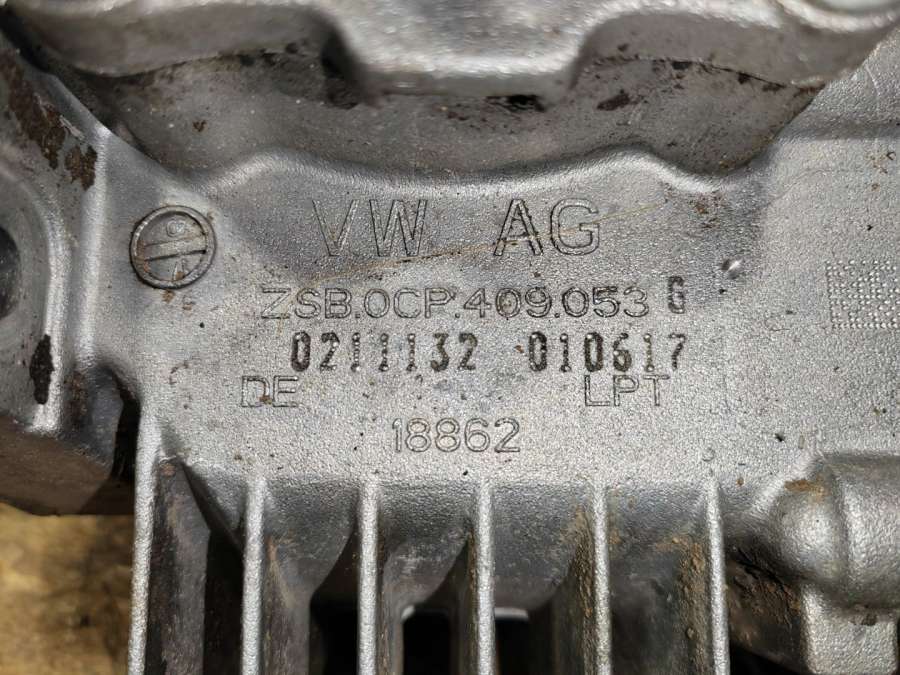 VW AG
ZSB.0CP.409.053 G
0211132 010617
DE LPT
18862